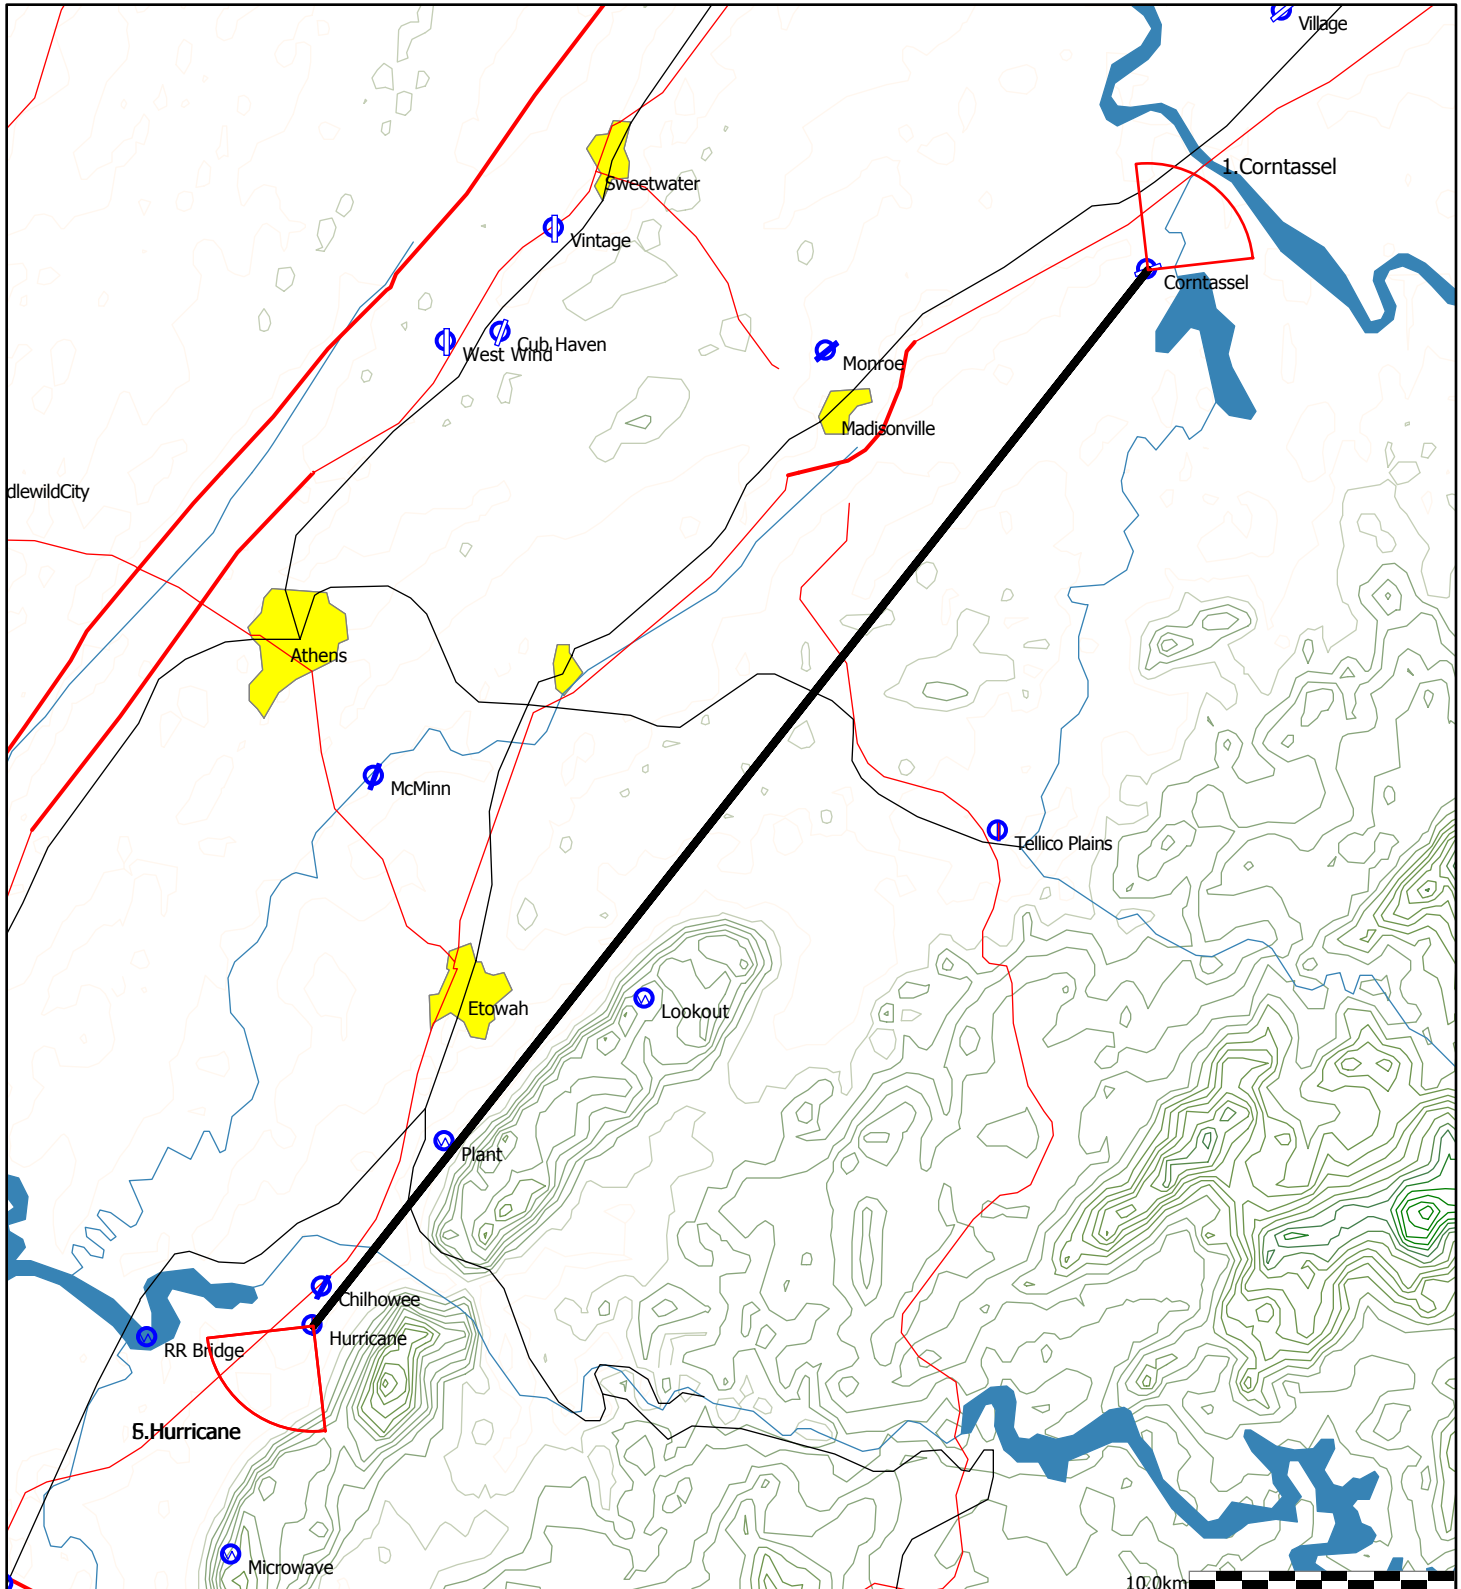 Village
1.Corntassel
Sweetwater
Vintage
Corntassel
Cub Haven
West Wind
Monroe
Madisonville
dlewildCity
Athens
McMinn
Tellico Plains
Etowah
Lookout
Plant
Chilhowee
Hurricane
RR Bridge
.Hurricane
Microwave
10.0km